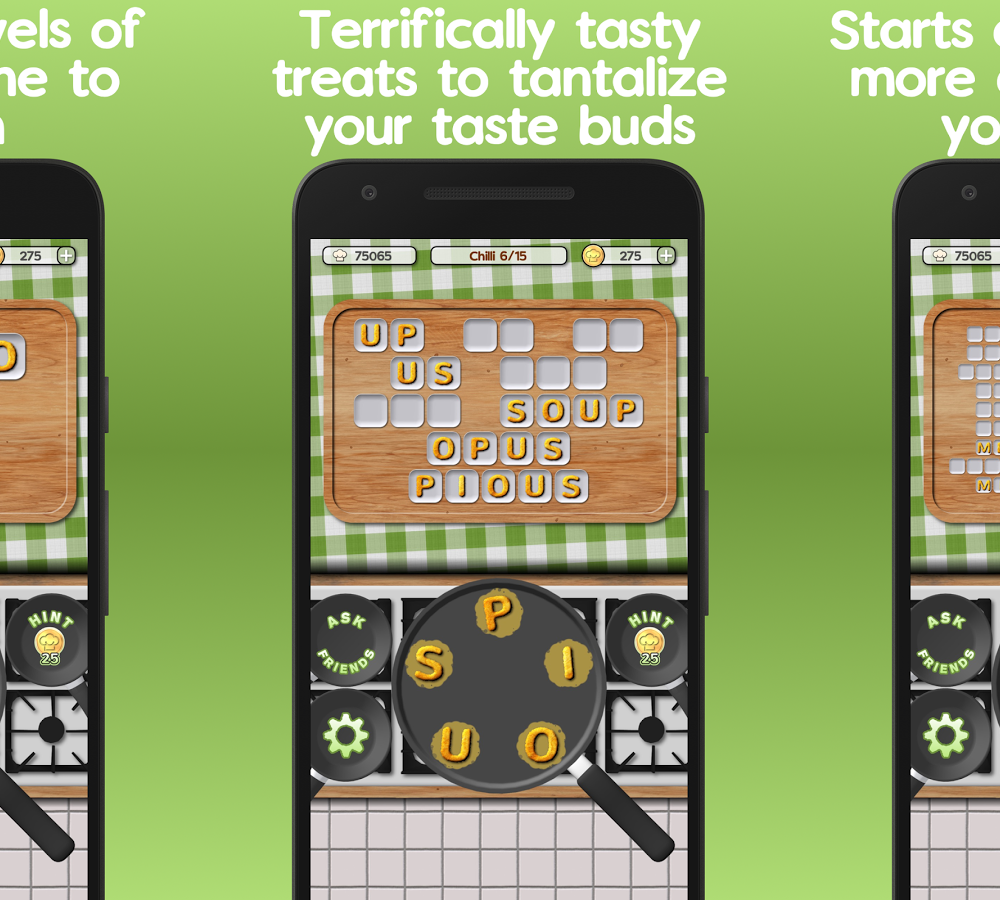 vels of
ne to
Terrifically tasty
treats to tantalize
your taste buds
Starts
more
yo
275
75065
Chilli 6/15
275
75065
O
UP
US
SOUP
OPUS
PIOUS
M
M
HINT
25
ASK
FRIENDS
P
S
I
U
O
HINT
25
ASK
FRIENDS